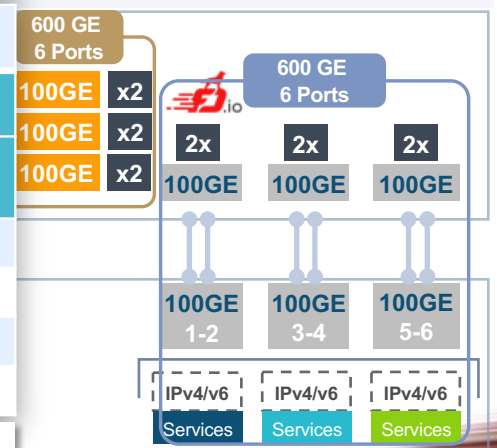 600 GE
6 Ports
100GE x2
100GE x2
100GE x2
.io
600 GE
6 Ports
2x 2x 2x
100GE 100GE 100GE
100GE 100GE 100GE
1-2 3-4 5-6
IPv4/v6 IPv4/v6 IPv4/v6
Services Services Services